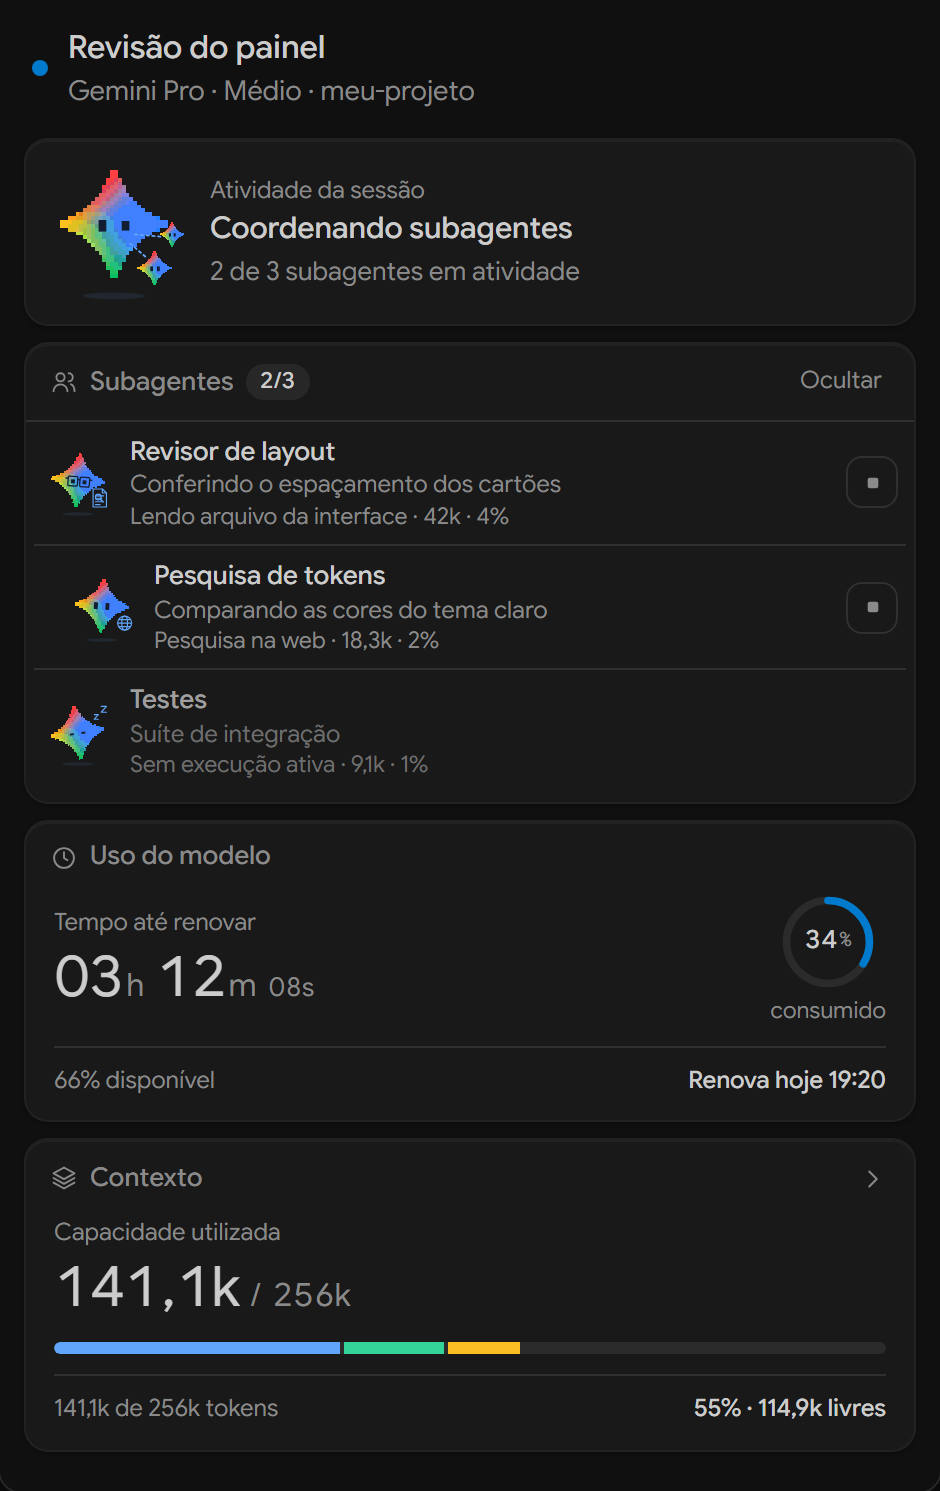 Revisão do painel
Gemini Pro · Médio · meu-projeto
Atividade da sessão
Coordenando subagentes
2 de 3 subagentes em atividade
Subagentes 2/3 Ocultar
Revisor de layout
Conferindo o espaçamento dos cartões
Lendo arquivo da interface · 42k · 4%
Pesquisa de tokens
Comparando as cores do tema claro
Pesquisa na web · 18,3k · 2%
z z
Testes
Suíte de integração
Sem execução ativa · 9,1k · 1%
Uso do modelo
Tempo até renovar
03h 12m 08s
34%
consumido
66% disponível Renova hoje 19:20
Contexto
Capacidade utilizada
141,1k / 256k
141,1k de 256k tokens 55% · 114,9k livres